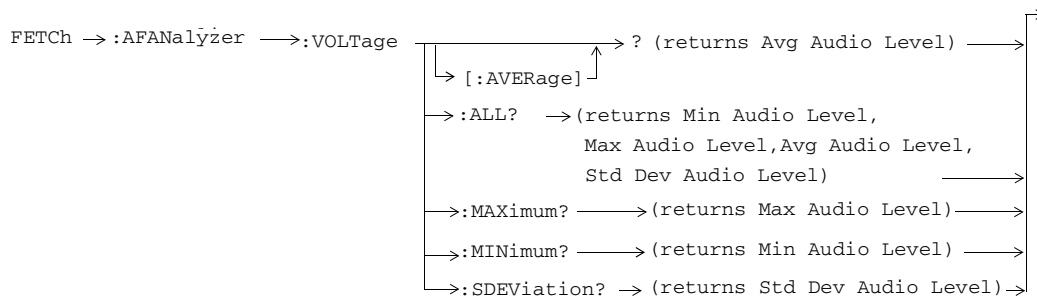 FETCh :AFANalyzer :VOLTage ? (returns Avg Audio Level)
[:AVERage]
:ALL? (returns Min Audio Level,
Max Audio Level,Avg Audio Level,
Std Dev Audio Level)
:MAXimum? (returns Max Audio Level)
:MINimum? (returns Min Audio Level)
:SDEViation? (returns Std Dev Audio Level)